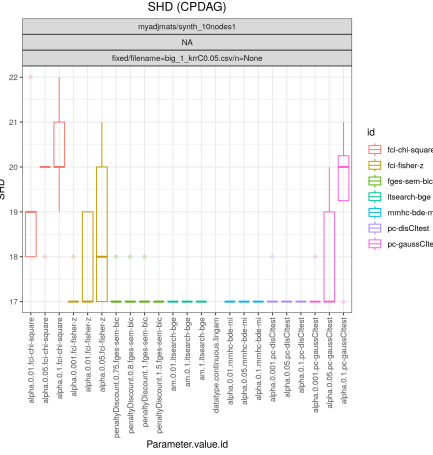 SHD (CPDAG)
myadjmats/synth_10nodes1
NA
fixed/filename=big_1_krrC0.05.csv/n=None
22
21
20
19
18
17
SHD
alpha.0.01.fci-chi-square
alpha.0.05.fci-chi-square
alpha.0.1.fci-chi-square
alpha.0.001.fci-fisher-z
alpha.0.01.fci-fisher-z
alpha.0.05.fci-fisher-z
penaltyDiscount.0.75.fges-sem-bic
penaltyDiscount.0.8.fges-sem-bic
penaltyDiscount.1.fges-sem-bic
penaltyDiscount.1.5.fges-sem-bic
am.0.01.itsearch-bge
am.0.1.itsearch-bge
am.1.itsearch-bge
datatype.continuous.lingam
alpha.0.01.mmhc-bde-mi
alpha.0.05.mmhc-bde-mi
alpha.0.1.mmhc-bde-mi
alpha.0.001.pc-disCItest
alpha.0.05.pc-disCItest
alpha.0.1.pc-disCItest
alpha.0.001.pc-gaussCItest
alpha.0.05.pc-gaussCItest
alpha.0.1.pc-gaussCItest
Parameter.value.id
id
fci-chi-square
fci-fisher-z
fges-sem-bic
itsearch-bge
mmhc-bde-m
pc-disCItest
pc-gaussCIte